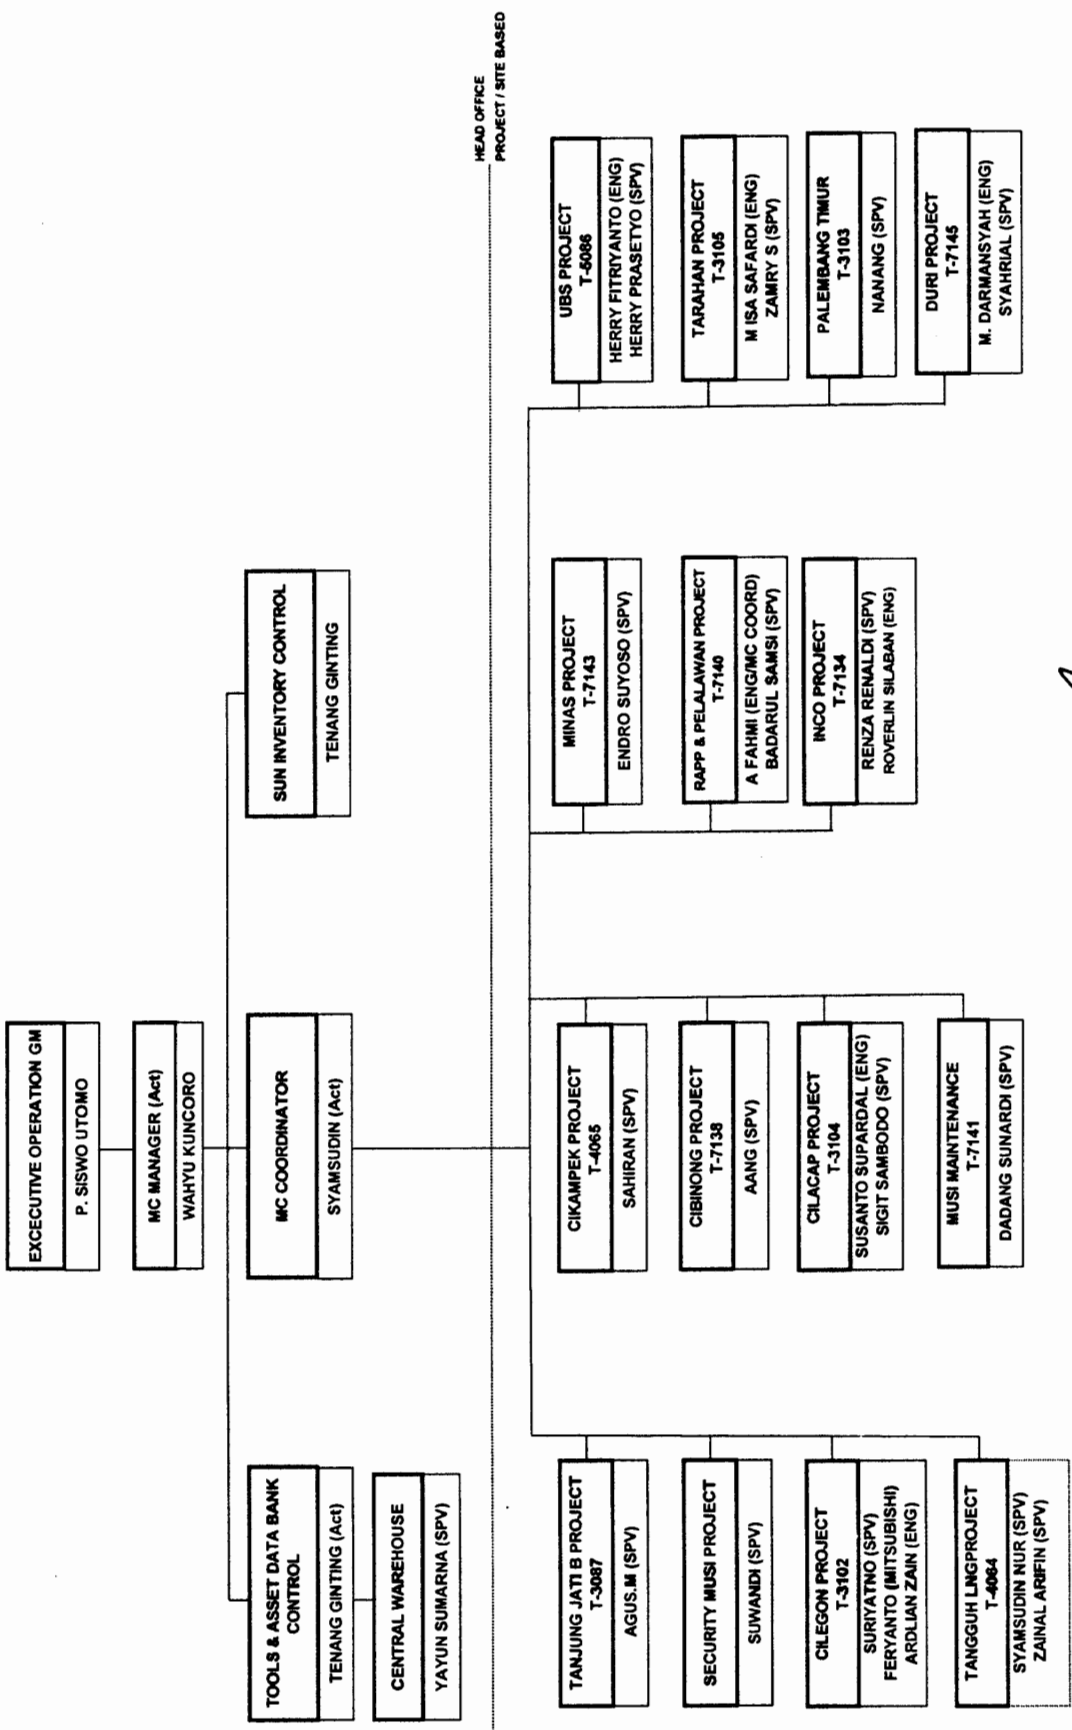 EXCECUTIVE OPERATION GM
P. SISWO UTOMO
MC MANAGER (Act)
WAHYU KUNCORO
TOOLS & ASSET DATA BANK
CONTROL
TENANG GINTING (Act)
CENTRAL WAREHOUSE
YAYUN SUMARNA (SPV)
MC COORDINATOR
SYAMSUDIN (Act)
SUN INVENTORY CONTROL
TENANG GINTING
HEAD OFFICE
PROJECT / SITE BASED
TANJUNG JATI B PROJECT
T-3087
AGUS.M (SPV)
SECURITY MUSI PROJECT
SUWANDI (SPV)
CILEGON PROJECT
T-3102
SURIYATNO (SPV)
FERYANTO (MITSUBISHI)
ARDLIAN ZAIN (ENG)
TANGGUH LNGPROJECT
T-4064
SYAMSUDIN NUR (SPV)
ZAINAL ARIFIN (SPV)
CIKAMPEK PROJECT
T-4065
SAHIRAN (SPV)
CIBINONG PROJECT
T-7138
AANG (SPV)
CILACAP PROJECT
T-3104
SUSANTO SUPARDAL (ENG)
SIGIT SAMBODO (SPV)
MUSI MAINTENANCE
T-7141
DADANG SUNARDI (SPV)
MINAS PROJECT
T-7143
ENDRO SUYOSO (SPV)
RAPP & PELALAWAN PROJECT
T-7140
A FAHMI (ENG/MC COORD)
BADARUL SAMSI (SPV)
INCO PROJECT
T-7134
RENZA RENALDI (SPV)
ROVERLIN SILABAN (ENG)
UBS PROJECT
T-5086
HERRY FITRIYANTO (ENG)
HERRY PRASETYO (SPV)
TARAHAN PROJECT
T-3105
M ISA SAFARDI (ENG)
ZAMRY S (SPV)
PALEMBANG TIMUR
T-3103
NANANG (SPV)
DURI PROJECT
T-7145
M. DARMANSYAH (ENG)
SYAHRIAL (SPV)